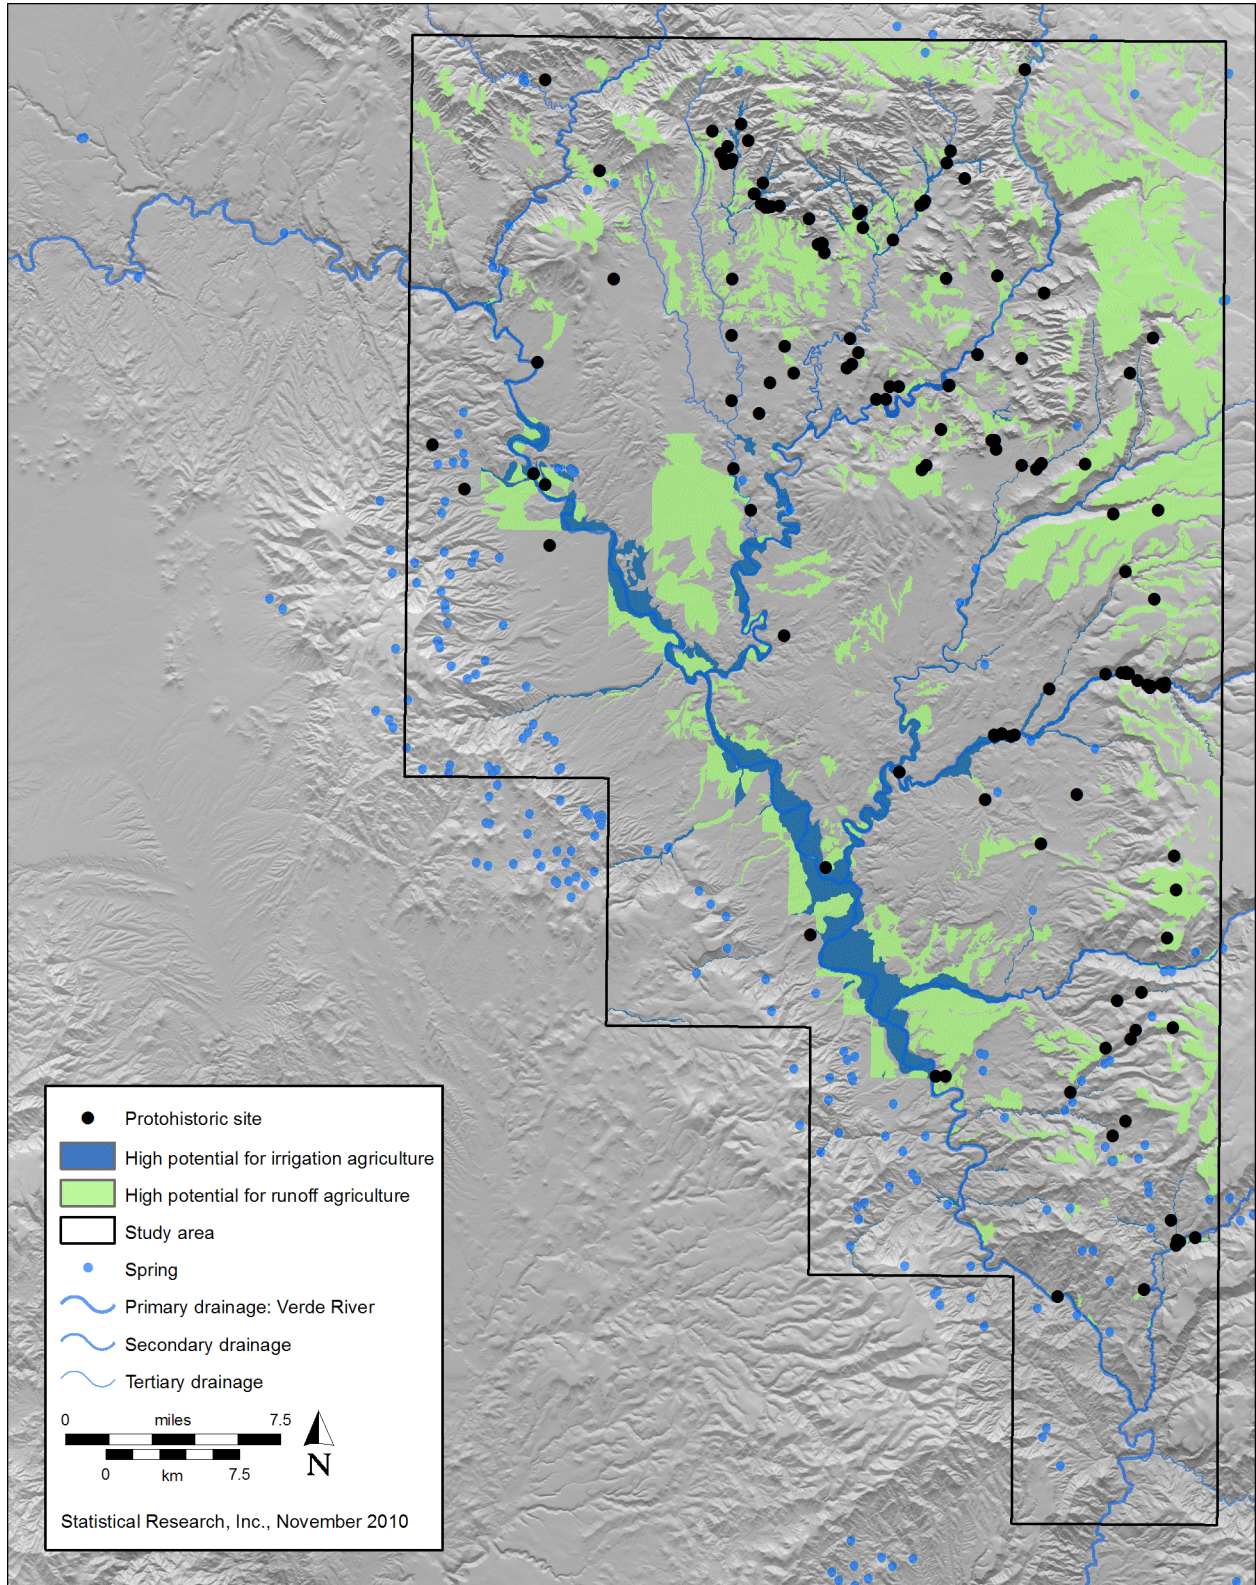 Protohistoric site
High potential for irrigation agriculture
High potential for runoff agriculture
Study area
Spring
Primary drainage: Verde River
Secondary drainage
Tertiary drainage
0 miles 7.5
0 km 7.5
N
Statistical Research, Inc., November 2010